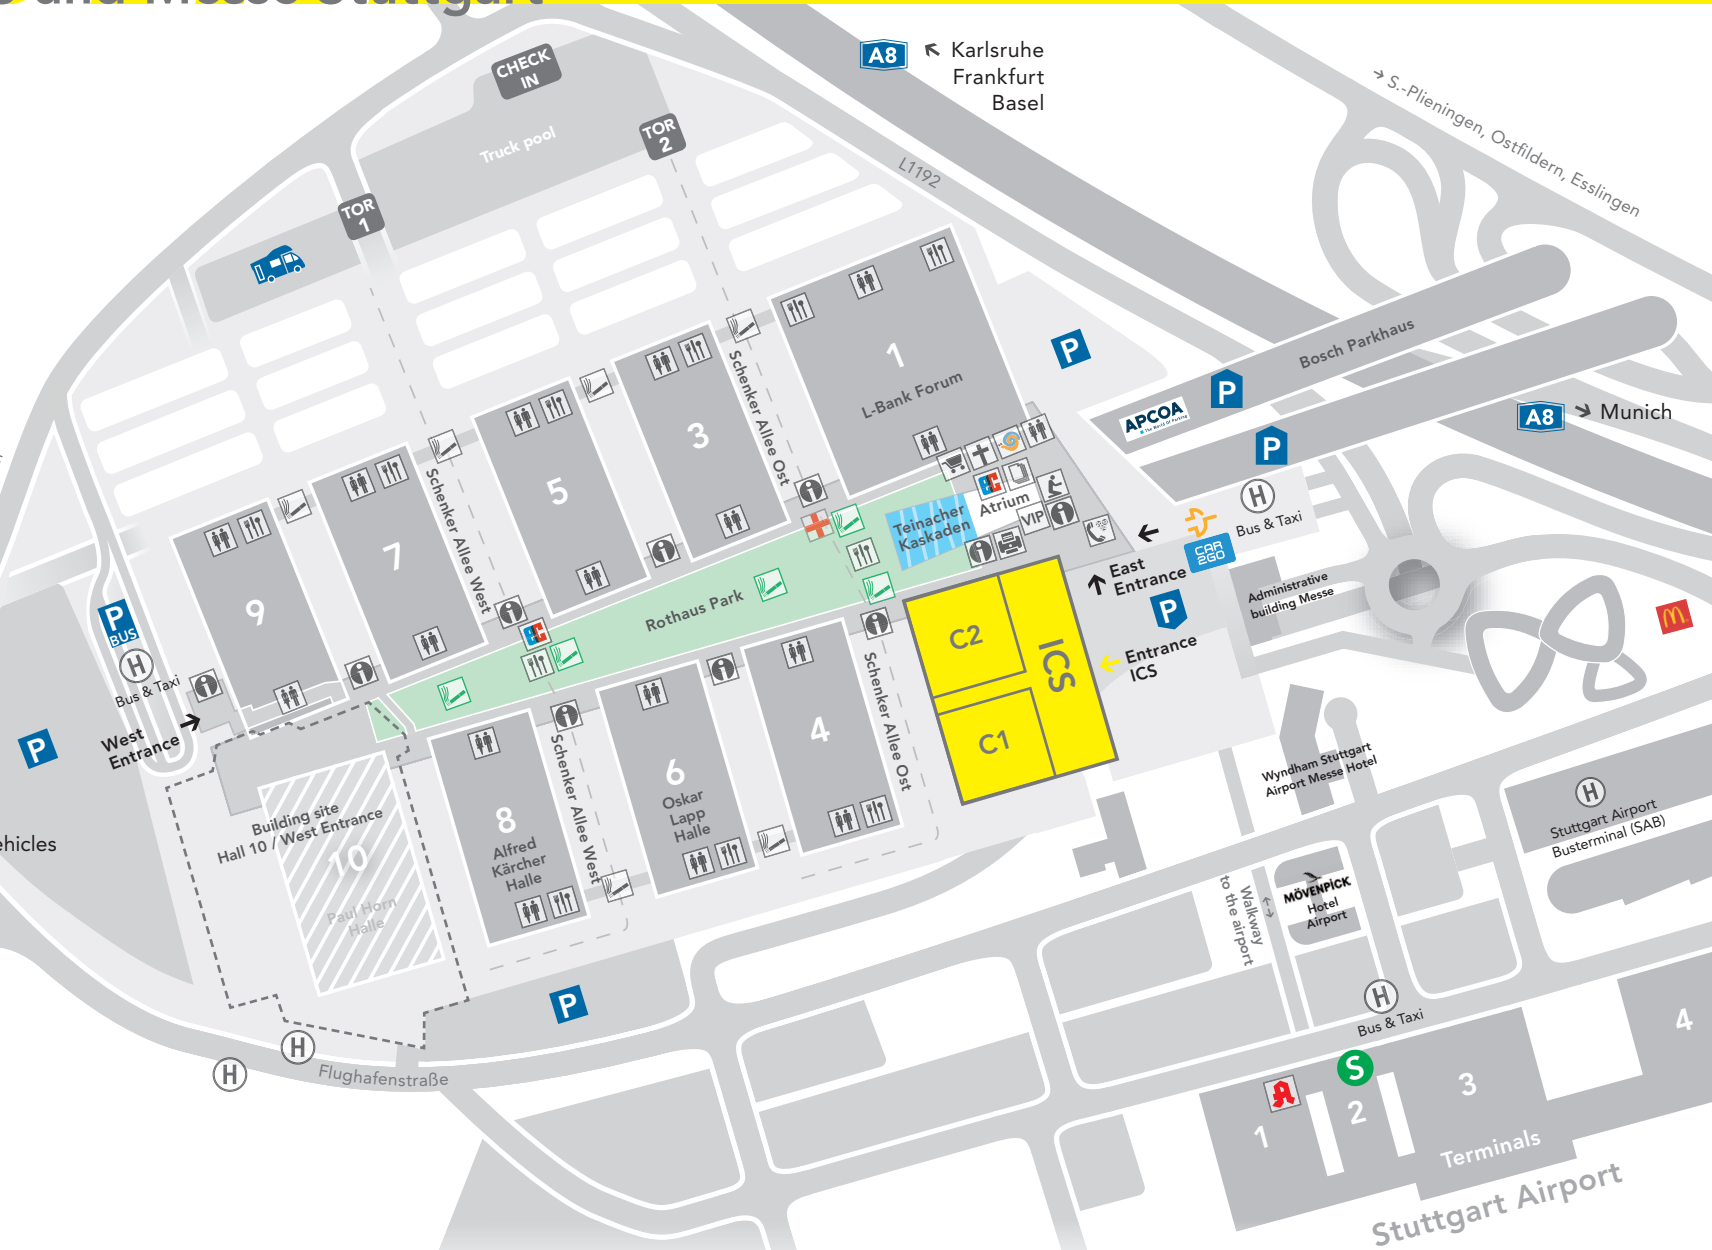 und Messe Stuttgart
CHECK
IN
A8
Karlsruhe
Frankfurt
Basel
S.-Plieningen, Ostfildern, Esslingen
Truck pool
TOR
2
L1192
TOR
1
Bosch Parkhaus
1
L-Bank Forum
P
P
APCOA
A8
Munich
P
3
Schenker Allee Ost
5
Schenker Allee West
7
9
H
Bus & Taxi
CAR
2GO
EC
Atrium
VIP
Teinacher
Kaskaden
East
Entrance
P
Administrative
building Messe
Rothaus Park
EC
C2
ICS
C1
Entrance
ICS
P
BUS
H
Bus & Taxi
West
Entrance
P
4
Schenker Allee Ost
6
Oskar
Lapp
Halle
8
Alfred
Kärcher
Halle
Schenker Allee West
Building site
Hall 10 / West Entrance
10
Paul Horn
Halle
ehicles
Wyndham Stuttgart
Airport Messe Hotel
H
Stuttgart Airport
Busterminal (SAB)
Walkway
to the airport
MÖVENPICK
Hotel
Airport
P
H
H
Flughafenstraße
H
Bus & Taxi
S
1
2
3
4
Terminals
Stuttgart Airport